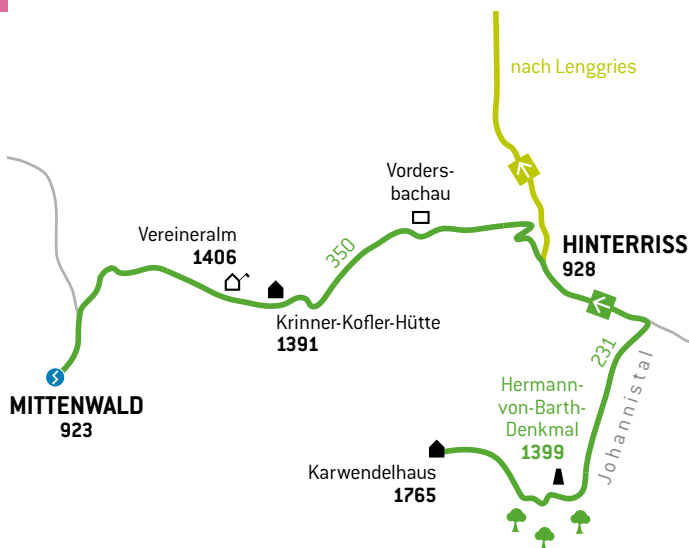 nach Lenggries
Vorders-
bachau
Vereineralm
1406
350
HINTERRISS
928
Krinner-Kofler-Hütte
1391
231
Johannistal
MITTENWALD
923
Hermann-
von-Barth-
Denkmal
1399
Karwendelhaus
1765